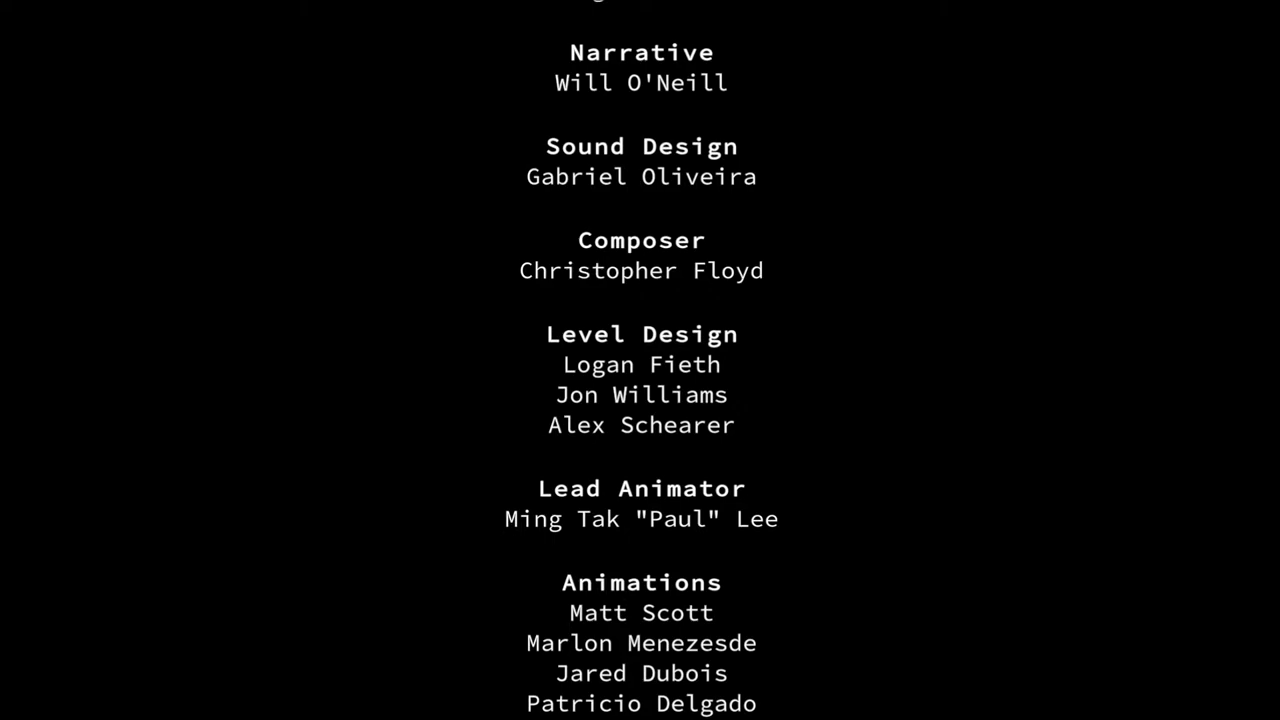 Narrative
Will O'Neill
Sound Design
Gabriel Oliveira
Composer
Christopher Floyd
Level Design
Logan Fieth
Jon Williams
Alex Schearer
Lead Animator
Ming Tak "Paul" Lee
Animations
Matt Scott
Marlon Menezesde
Jared Dubois
Patricio Delgado